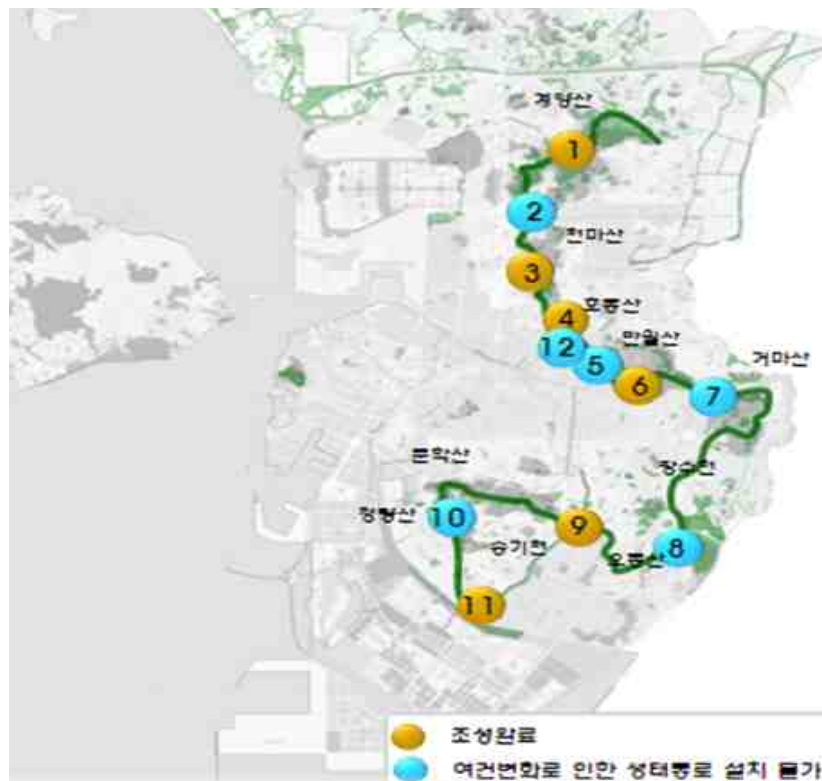 계양산
1
2
천마산
3
호봉산
4
만월산
12
5
거마산
6
7
장수천
문학산
청량산
10
9
승기천
오봉산
8
11
조성완료
여건변화로 인한 생태통로 설치 불가